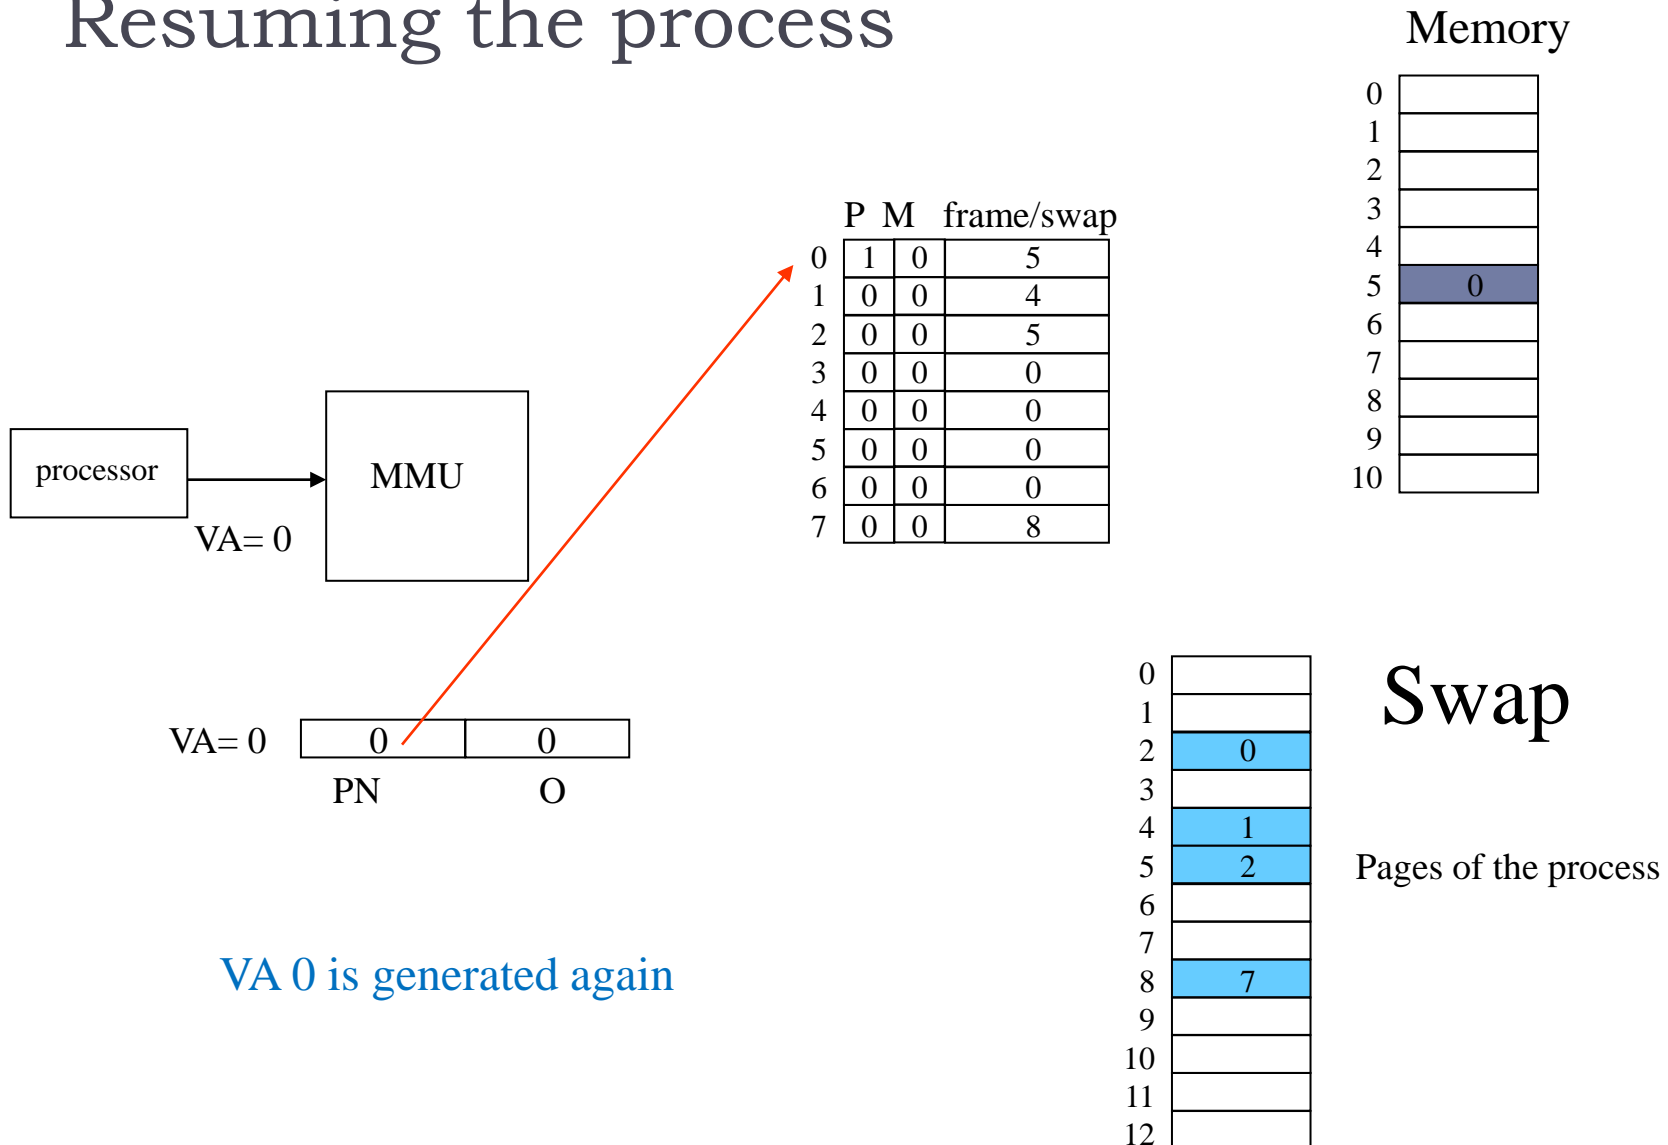 Resuming the process
Memory
0
1
2
3
4
5 0
6
7
8
9
10
P M frame/swap
0 1 0 5
1 0 0 4
2 0 0 5
3 0 0 0
4 0 0 0
5 0 0 0
6 0 0 0
7 0 0 8
processor
MMU
VA= 0
VA= 0 0 0
PN O
VA 0 is generated again
Swap
0
1
2 0
3
4 1
5 2
6
7
8 7
9
10
11
12
Pages of the process